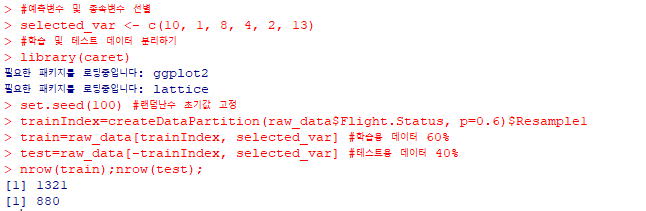 > #예측변수 및 종속변수 선별
> selected_var <- c(10, 1, 8, 4, 2, 13)
> #학습 및 테스트 데이터 분리하기
> library(caret)
필요한 패키지를 로딩중입니다: ggplot2
필요한 패키지를 로딩중입니다: lattice
> set.seed(100) #랜덤난수 초기값 고정
> trainIndex=createDataPartition(raw_data$Flight.Status, p=0.6)$Resample1
> train=raw_data[trainIndex, selected_var] #학습용 데이터 60%
> test=raw_data[-trainIndex, selected_var] #테스트용 데이터 40%
> nrow(train);nrow(test);
[1] 1321
[1] 880